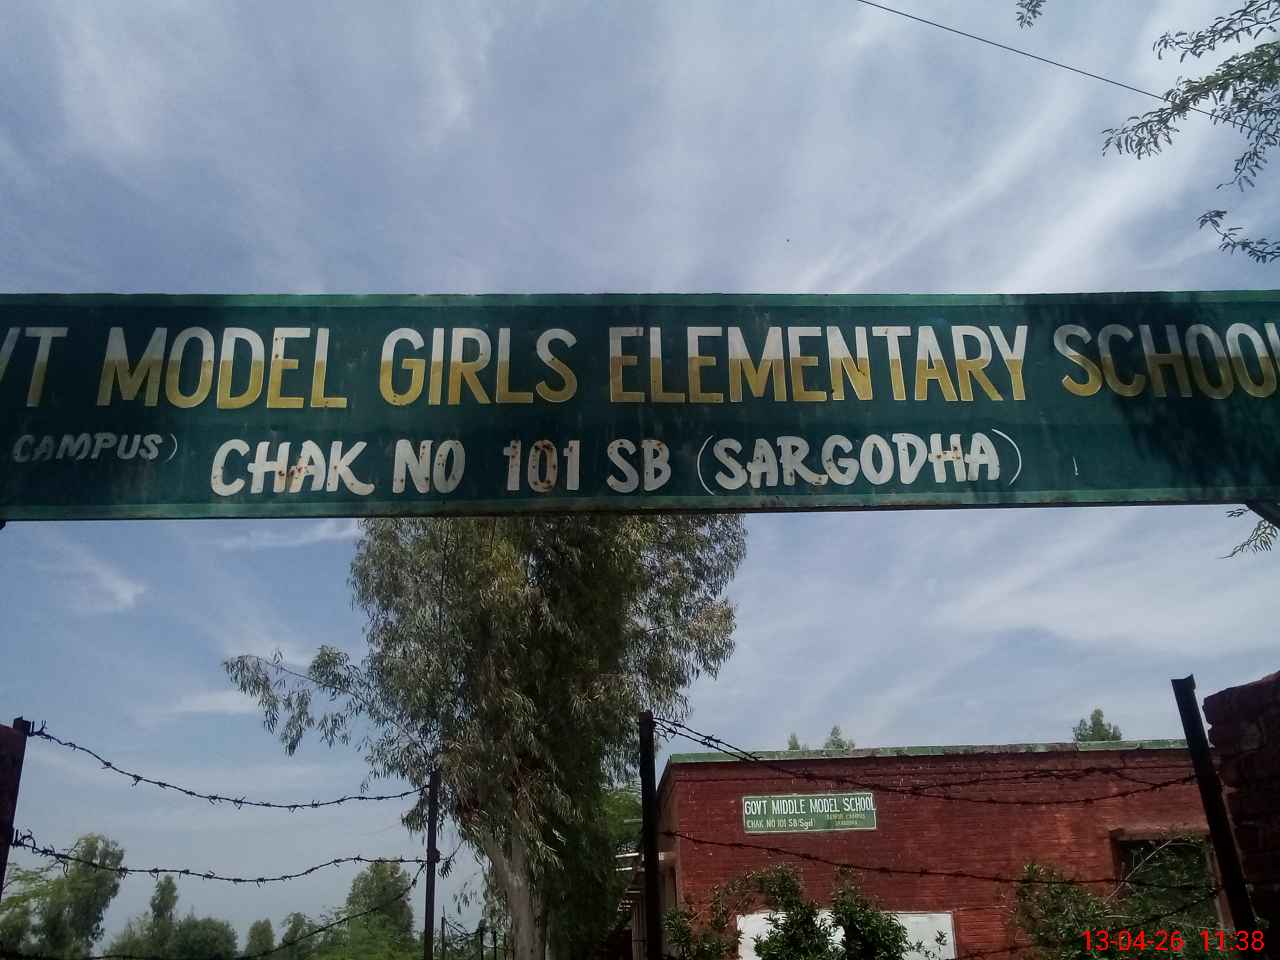 VT MODEL GIRLS ELEMENTARY SCHOOL
CAMPUS) CHAK NO 101 SB (SARGODHA)
GOVT MIDDLE MODEL SCHOOL
CHAK NO 101 SB/Sgd
13-04-26 11:38